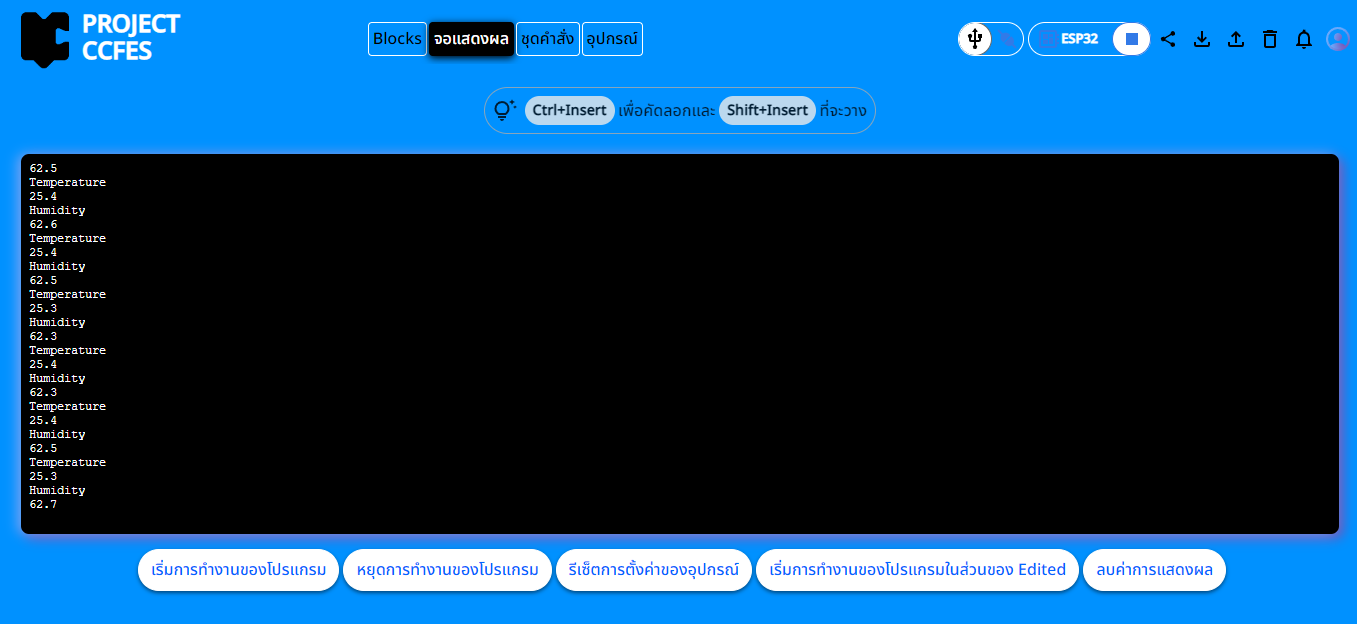 PROJECT
CCFES
Blocks จอแสดงผล ชุดคำสั่ง อุปกรณ์
ESP32
Ctrl+Insert เพื่อคัดลอกและ Shift+Insert ที่จะวาง
62.5
Temperature
25.4
Humidity
62.6
Temperature
25.4
Humidity
62.5
Temperature
25.3
Humidity
62.3
Temperature
25.4
Humidity
62.3
Temperature
25.4
Humidity
62.5
Temperature
25.3
Humidity
62.7
เริ่มการทำงานของโปรแกรม หยุดการทำงานของโปรแกรม รีเซ็ตการตั้งค่าของอุปกรณ์ เริ่มการทำงานของโปรแกรมในส่วนของ Edited ลบค่าการแสดงผล